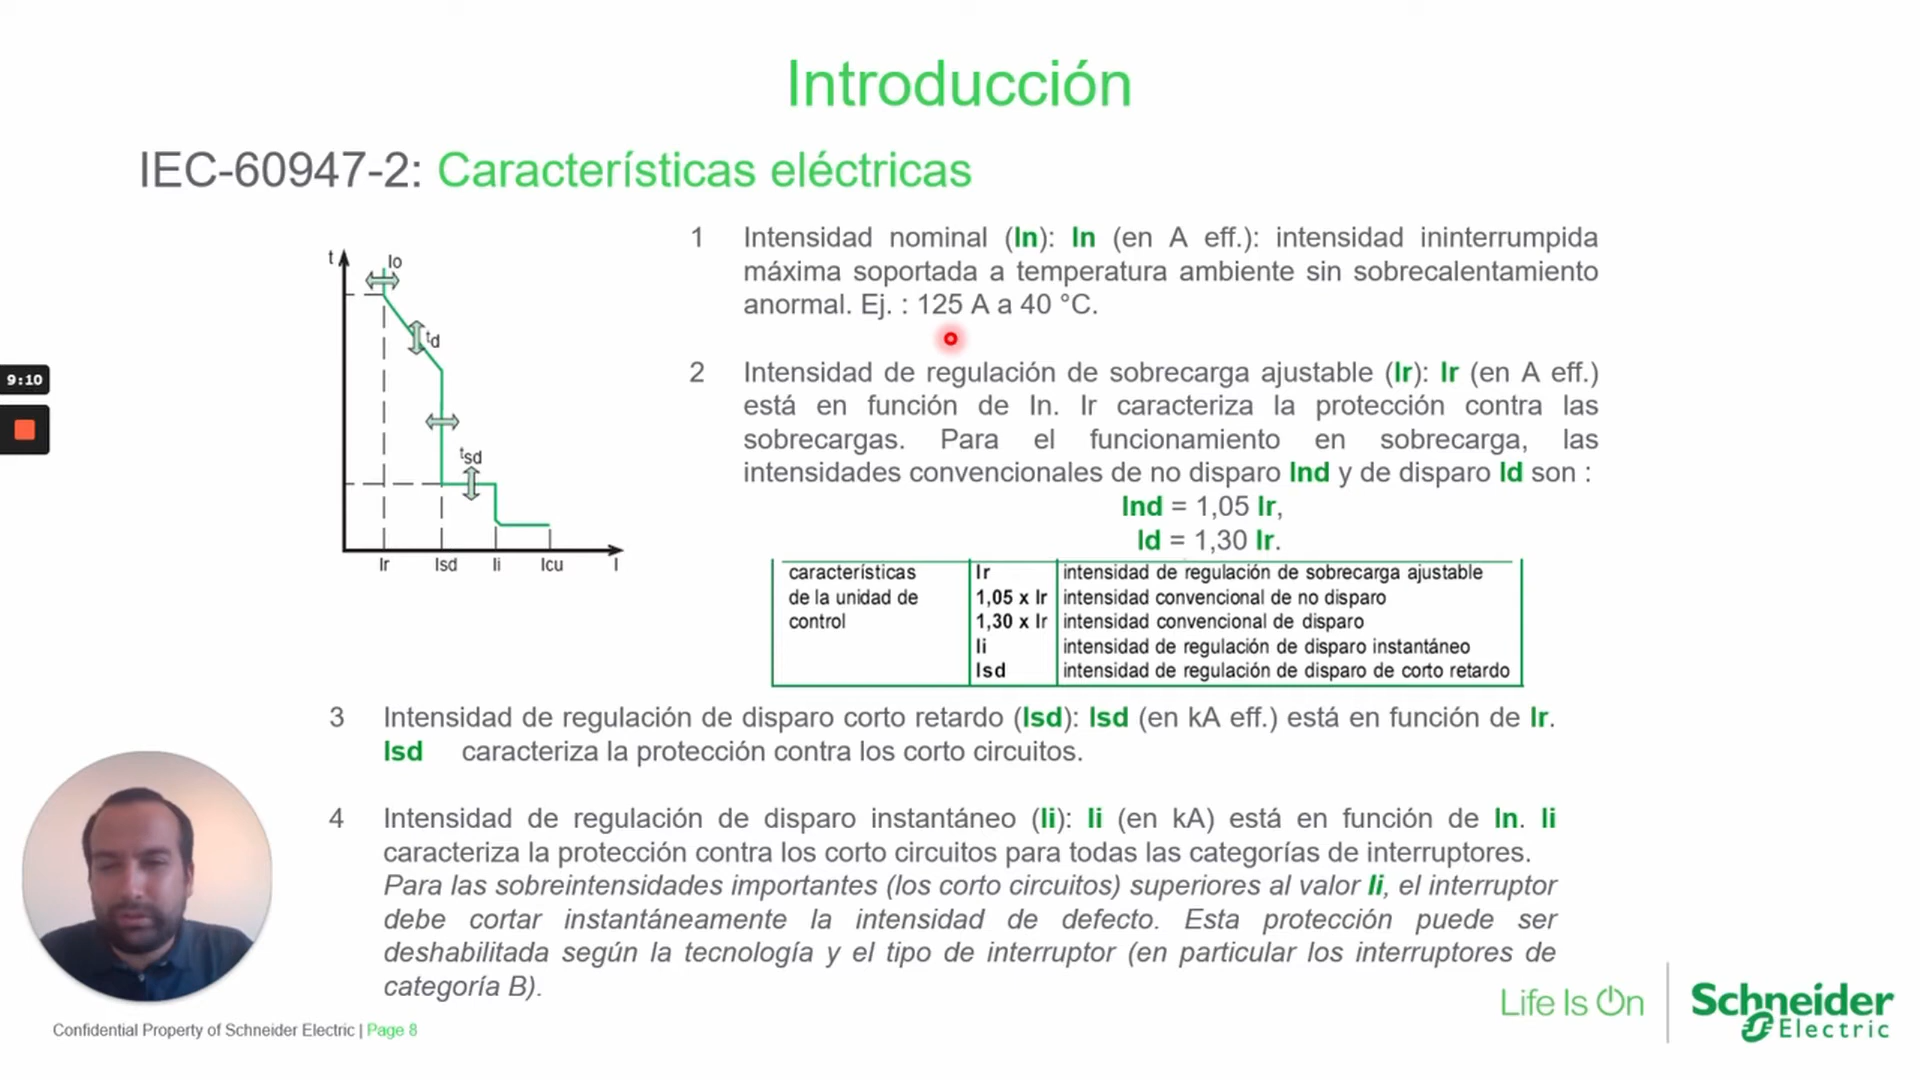 Introducción
IEC-60947-2: Características eléctricas
t
Io
td
tsd
Ir Isd Ii Icu I
1 Intensidad nominal (In): In (en A eff.): intensidad ininterrumpida
máxima soportada a temperatura ambiente sin sobrecalentamiento
anormal. Ej. : 125 A a 40 °C.
2 Intensidad de regulación de sobrecarga ajustable (Ir): Ir (en A eff.)
está en función de In. Ir caracteriza la protección contra las
sobrecargas. Para el funcionamiento en sobrecarga, las
intensidades convencionales de no disparo Ind y de disparo Id son :
Ind = 1,05 Ir,
Id = 1,30 Ir.
características Ir intensidad de regulación de sobrecarga ajustable
de la unidad de 1,05 x Ir intensidad convencional de no disparo
control 1,30 x Ir intensidad convencional de disparo
Ii intensidad de regulación de disparo instantáneo
Isd intensidad de regulación de disparo de corto retardo
3 Intensidad de regulación de disparo corto retardo (Isd): Isd (en kA eff.) está en función de Ir.
Isd caracteriza la protección contra los corto circuitos.
4 Intensidad de regulación de disparo instantáneo (Ii): Ii (en kA) está en función de In. Ii
caracteriza la protección contra los corto circuitos para todas las categorías de interruptores.
Para las sobreintensidades importantes (los corto circuitos) superiores al valor Ii, el interruptor
debe cortar instantáneamente la intensidad de defecto. Esta protección puede ser
deshabilitada según la tecnología y el tipo de interruptor (en particular los interruptores de
categoría B).
9:10
Confidential Property of Schneider Electric | Page 8
Life Is On
Schneider
Electric